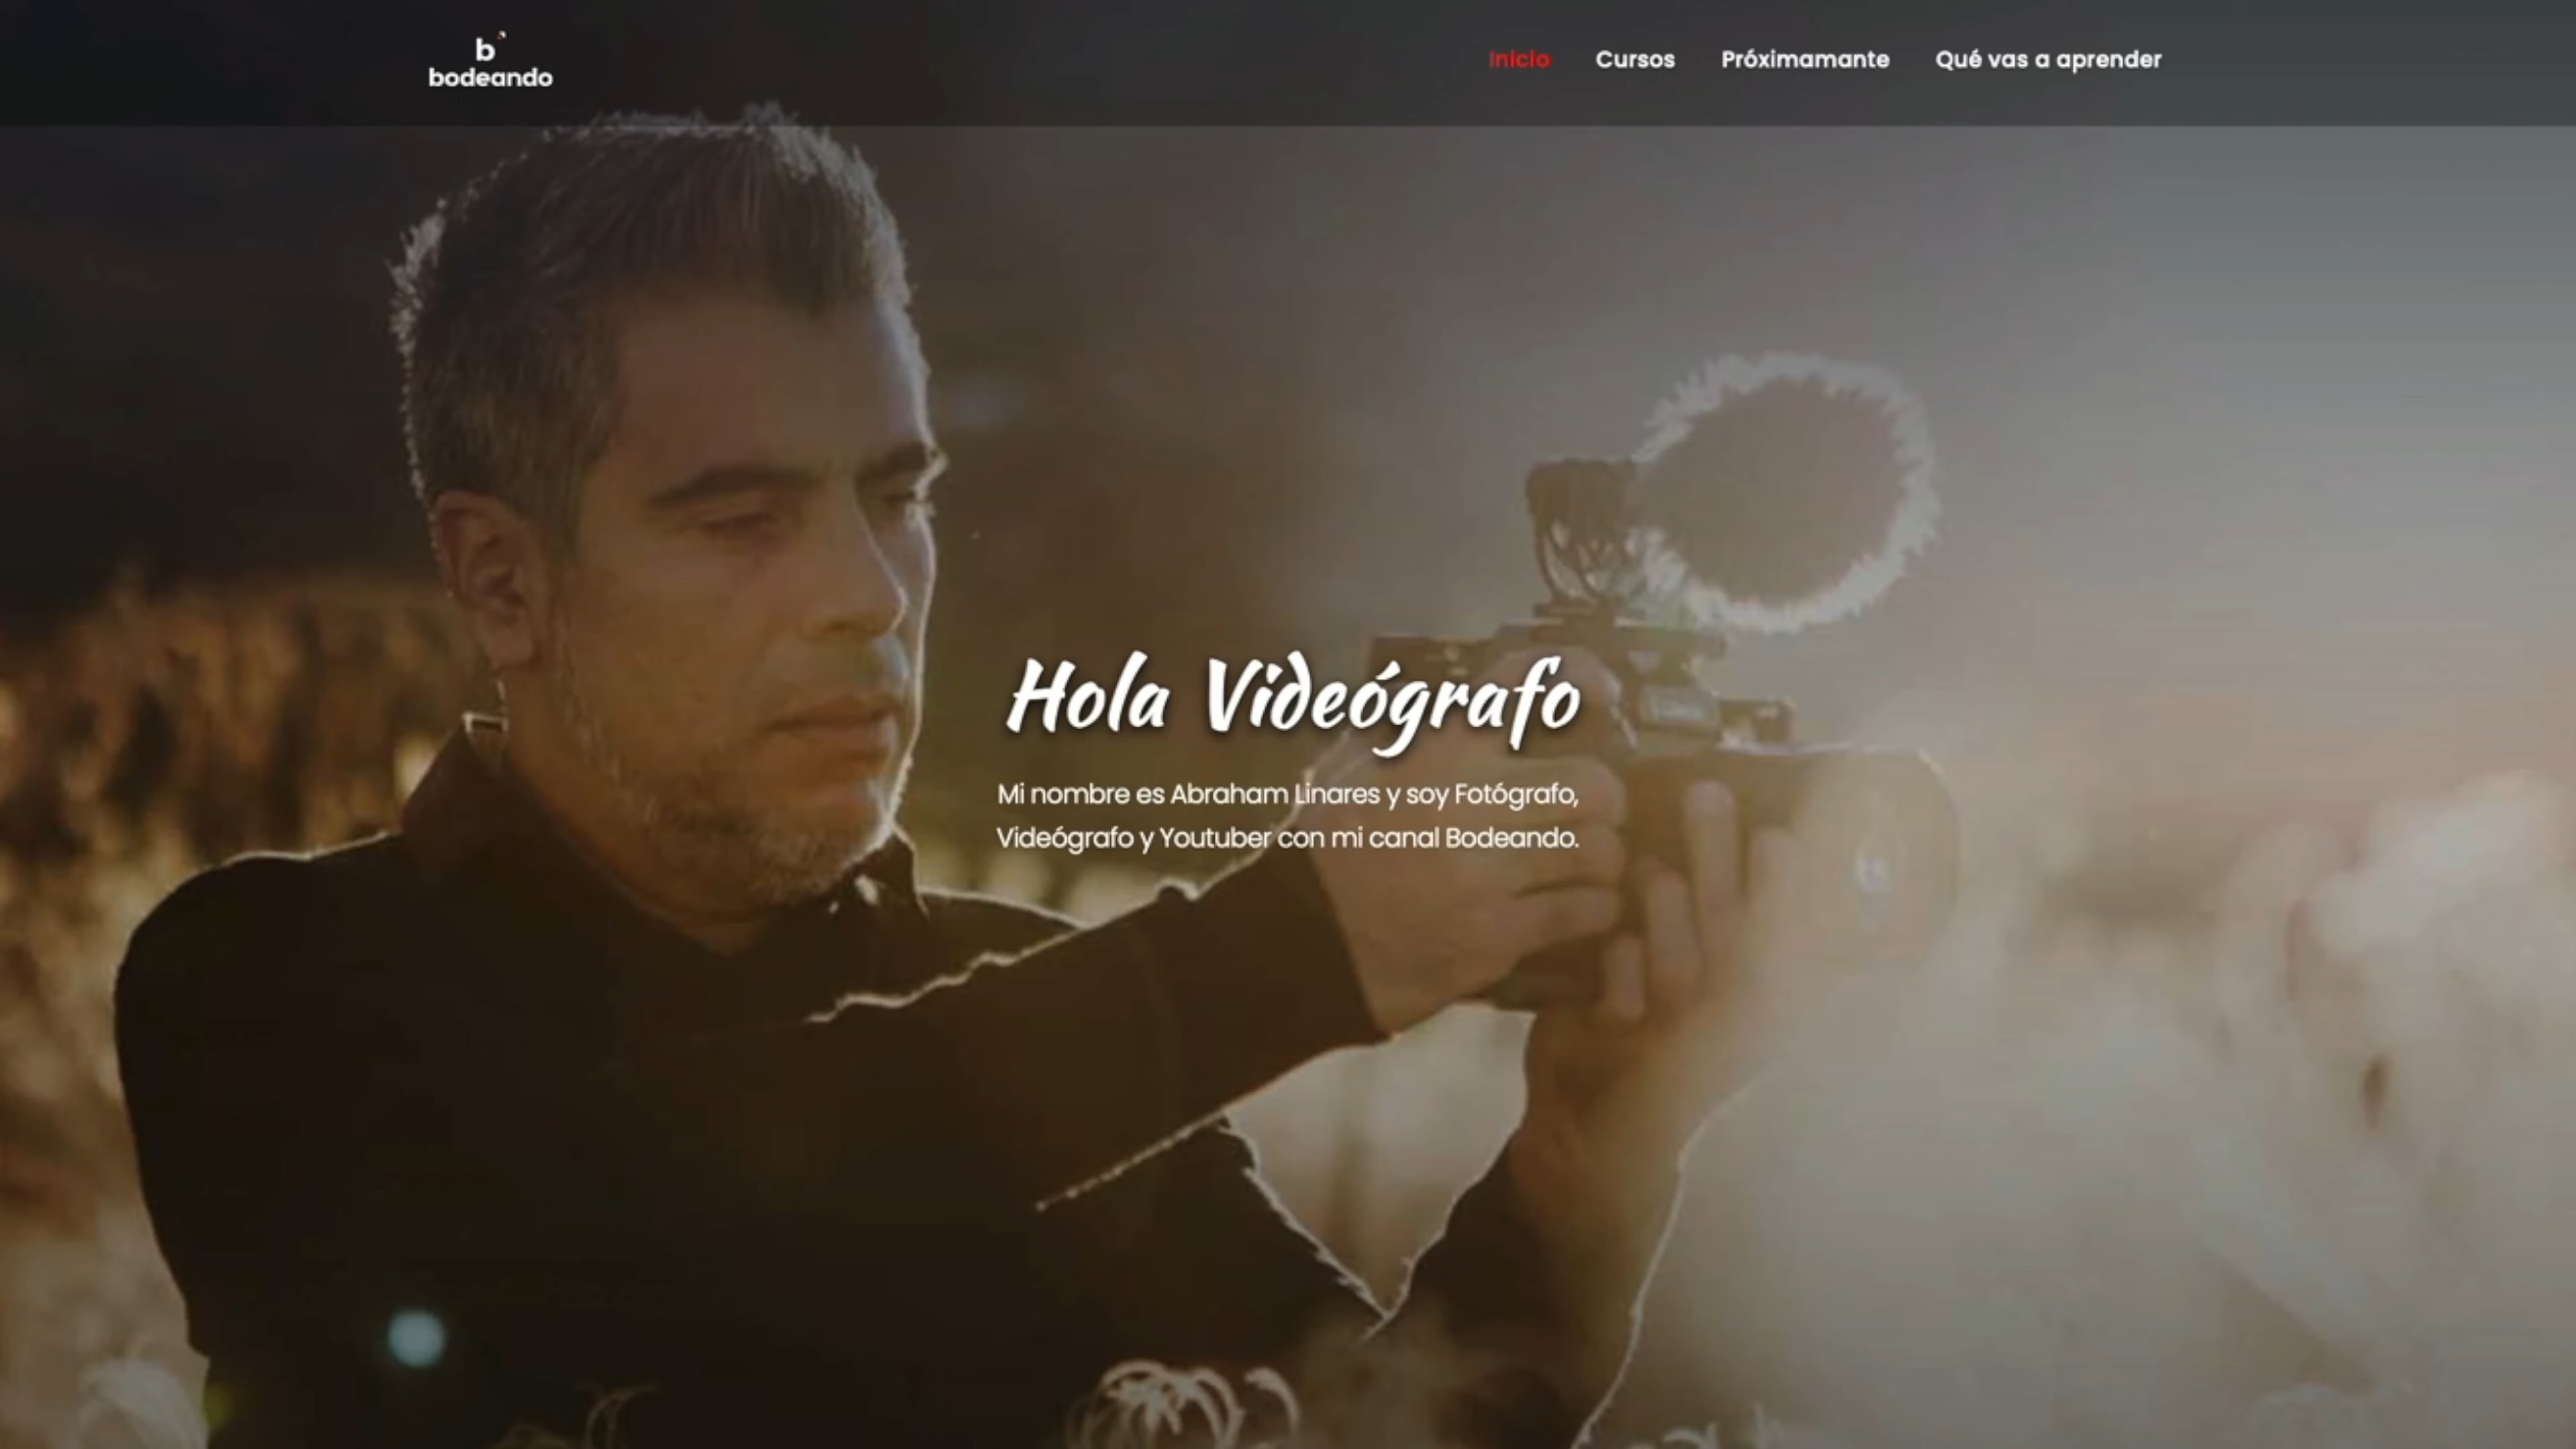 b
bodeando
Inicio
Cursos
Próximamante
Qué vas a aprender
Hola Videógrafo
Mi nombre es Abraham Linares y soy Fotógrafo,
Videógrafo y Youtuber con mi canal Bodeando.